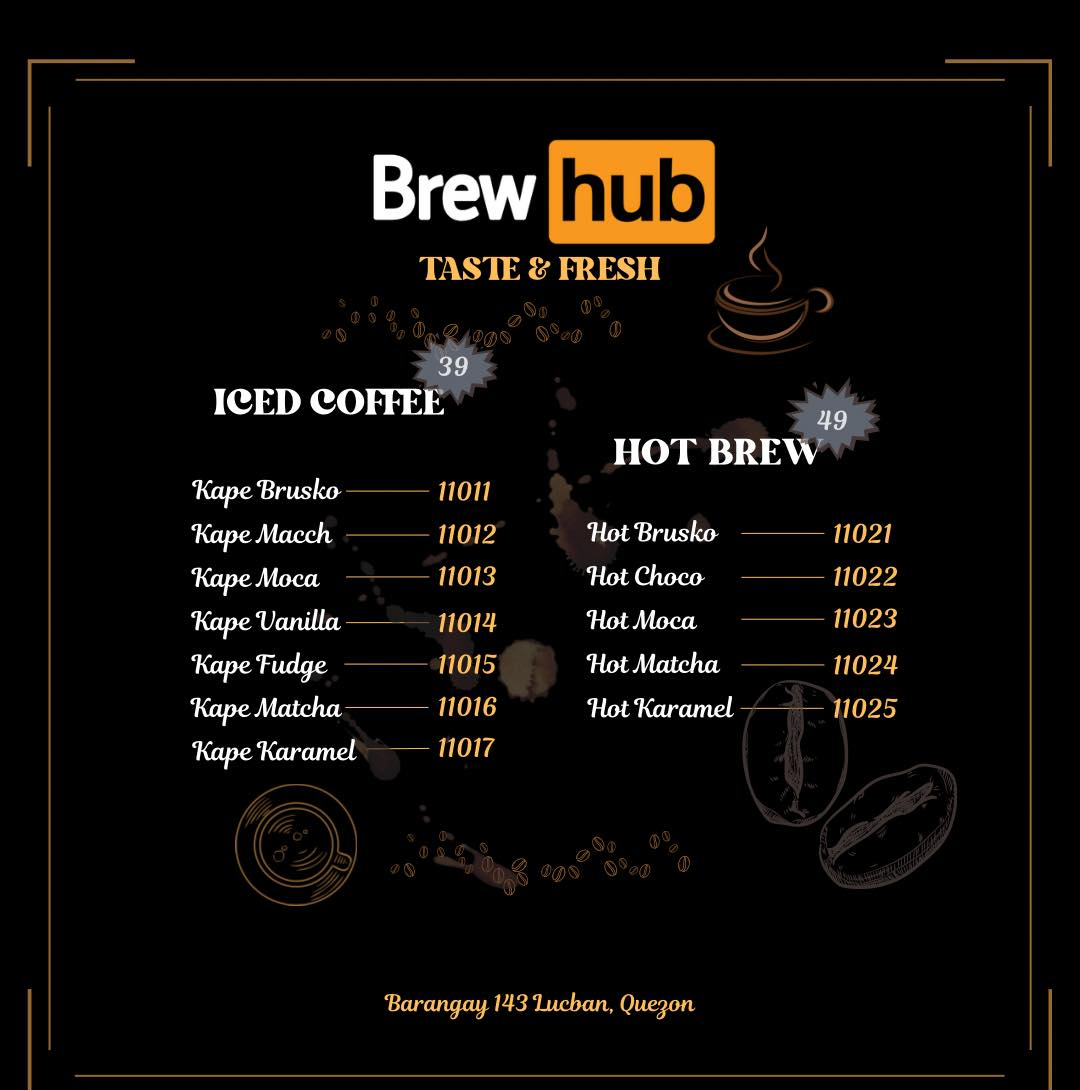 Brew hub
TASTE & FRESH
39
ICED COFFEE
Kape Brusko 11011
Kape Macch 11012
Kape Moca 11013
Kape Vanilla 11014
Kape Fudge 11015
Kape Matcha 11016
Kape Karamel 11017
49
HOT BREW
Hot Brusko 11021
Hot Choco 11022
Hot Moca 11023
Hot Matcha 11024
Hot Karamel 11025
Barangay 143 Lucban, Quezon